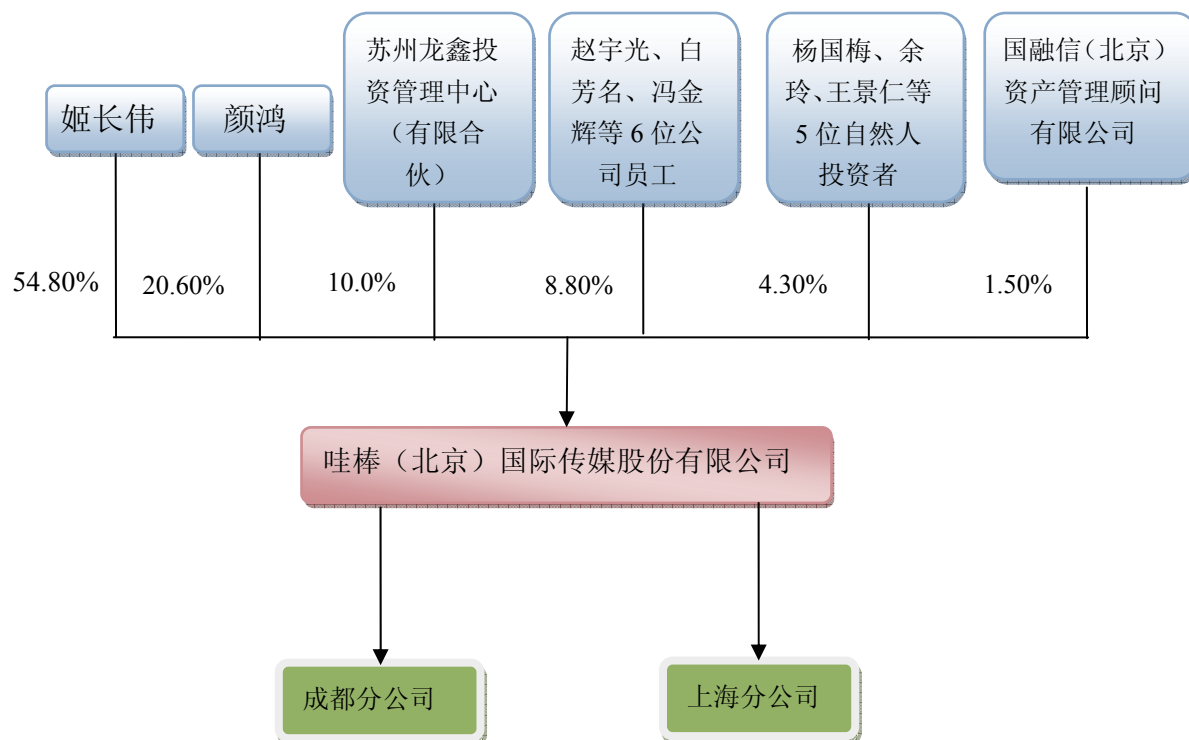 姬长伟
颜鸿
苏州龙鑫投
资管理中心
（有限合
伙）
赵宇光、白
芳名、冯金
辉等 6 位公
司员工
杨国梅、余
玲、王景仁等
5 位自然人
投资者
国融信（北京）
资产管理顾问
有限公司
54.80%
20.60%
10.0%
8.80%
4.30%
1.50%
哇棒（北京）国际传媒股份有限公司
成都分公司
上海分公司